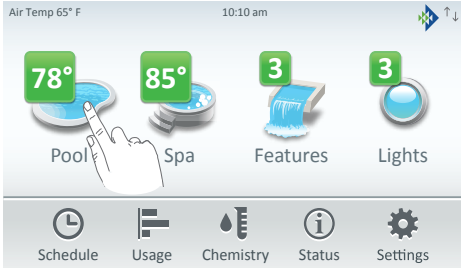 Air Temp 65° F
10:10 am
78°
85°
3
3
Pool
Spa
Features
Lights
Schedule
Usage
Chemistry
Status
Settings